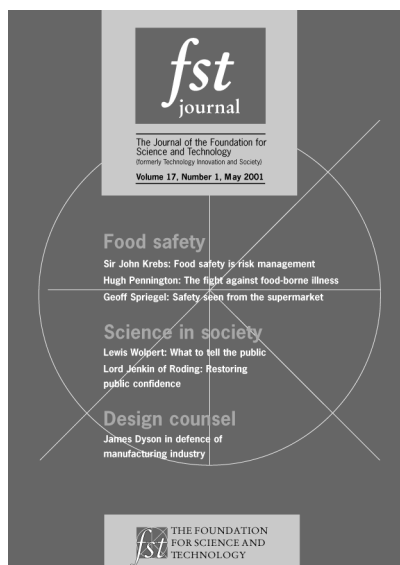 fst
journal
The Journal of the Foundation for
Science and Technology
(formerly Technology Innovation and Society)
Volume 17, Number 1, May 2001
Food safety
Sir John Krebs: Food safety is risk management
Hugh Pennington: The fight against food-borne illness
Geoff Spriegel: Safety seen from the supermarket
Science in society
Lewis Wolpert: What to tell the public
Lord Jenkin of Roding: Restoring
public confidence
Design counsel
James Dyson in defence of
manufacturing industry
fst
THE FOUNDATION
FOR SCIENCE AND
TECHNOLOGY